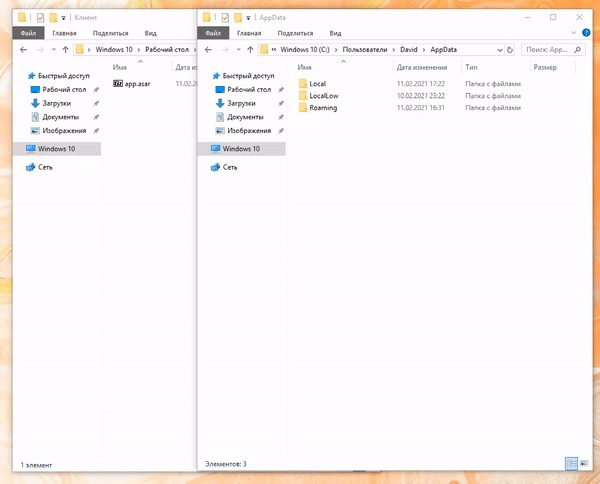 Клиент
Файл Главная Поделиться Вид
Windows 10 Рабочий стол
Имя Дата из
Быстрый доступ
Рабочий стол
Загрузки
Документы
Изображения
Windows 10
Сеть
app.asar 11.02.2
1 элемент
AppData
Файл Главная Поделиться Вид
Windows 10 (C:) Пользователи David AppData Поиск: App...
Имя Дата изменения Тип Размер
Быстрый доступ
Рабочий стол
Загрузки
Документы
Изображения
Windows 10
Сеть
Local 11.02.2021 17:22 Папка с файлами
LocalLow 10.02.2021 23:22 Папка с файлами
Roaming 11.02.2021 16:31 Папка с файлами
Элементов: 3